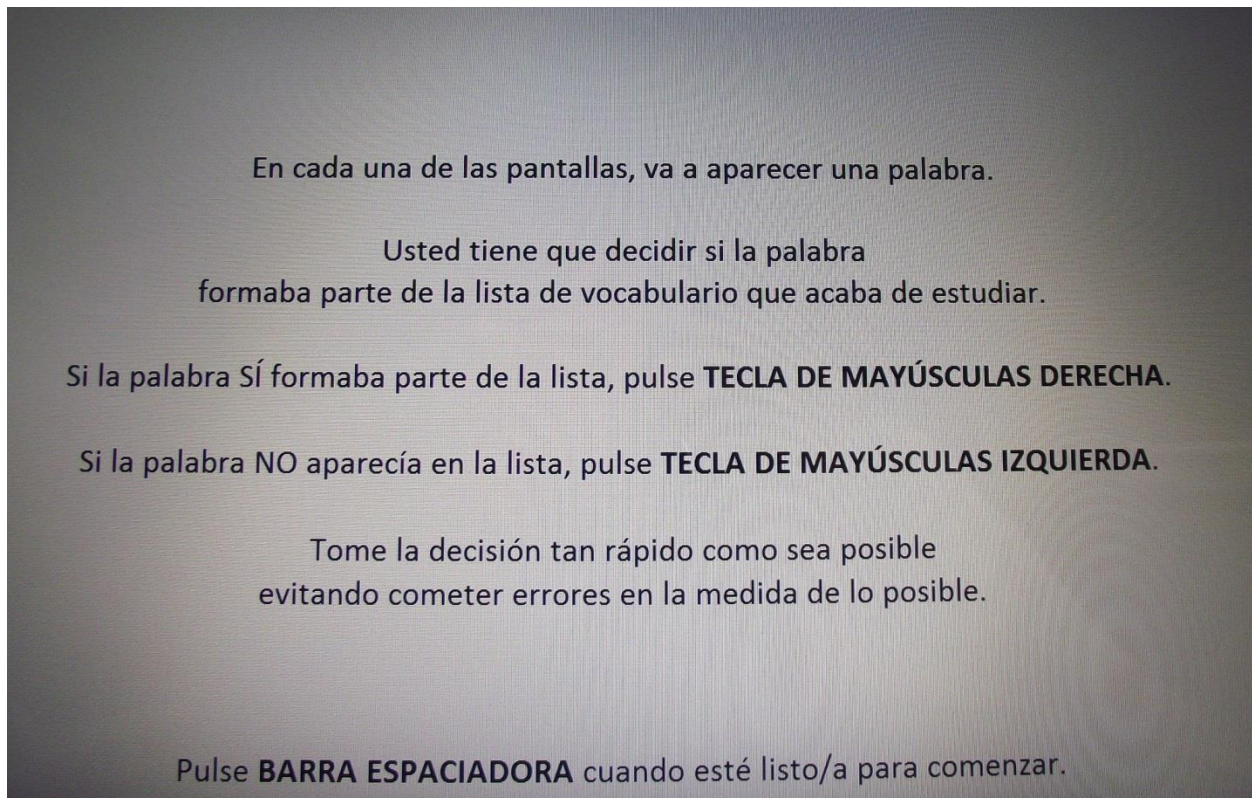 En cada una de las pantallas, va a aparecer una palabra.
Usted tiene que decidir si la palabra
formaba parte de la lista de vocabulario que acaba de estudiar.
Si la palabra SÍ formaba parte de la lista, pulse TECLA DE MAYÚSCULAS DERECHA.
Si la palabra NO aparecía en la lista, pulse TECLA DE MAYÚSCULAS IZQUIERDA.
Tome la decisión tan rápido como sea posible
evitando cometer errores en la medida de lo posible.
Pulse BARRA ESPACIADORA cuando esté listo/a para comenzar.